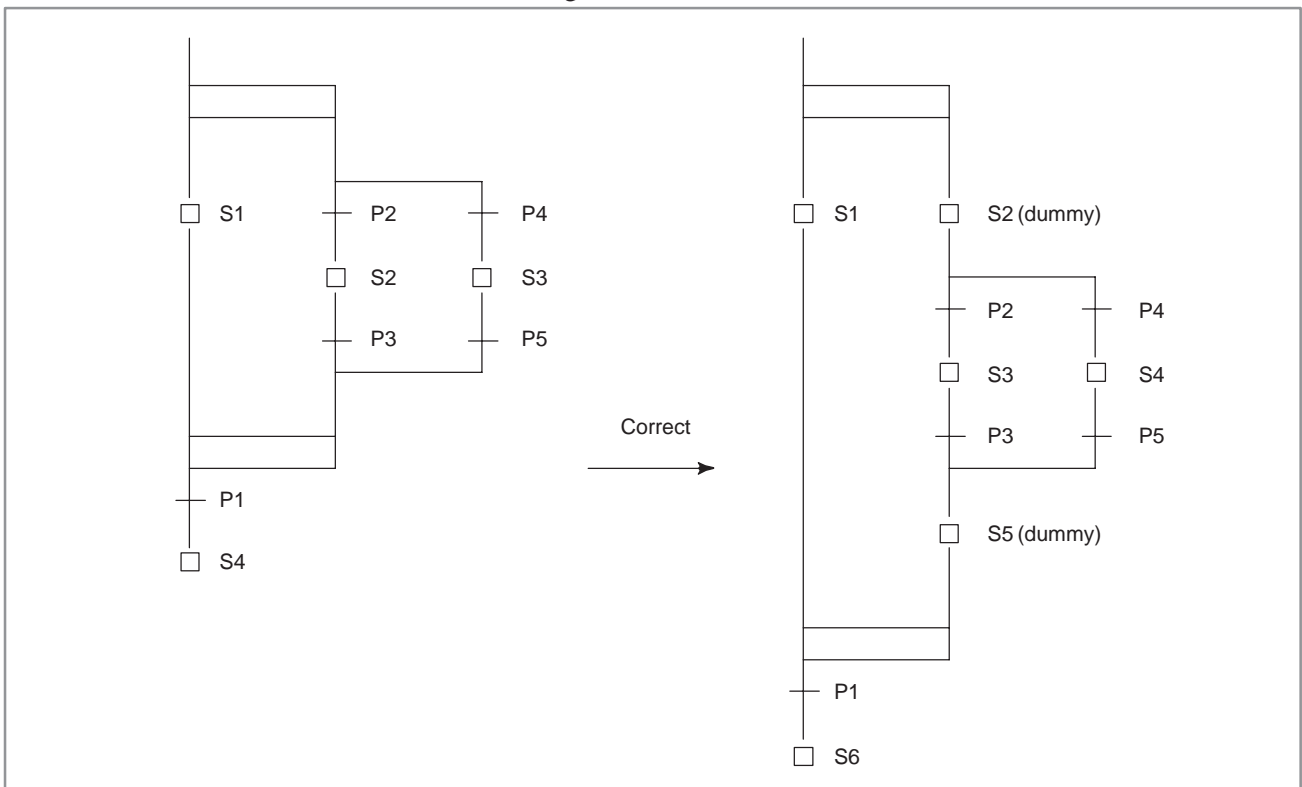 S1
P2
P4
S2
S3
P3
P5
P1
S4
Correct
S1
S2 (dummy)
P2
P4
S3
S4
P3
P5
S5 (dummy)
P1
S6